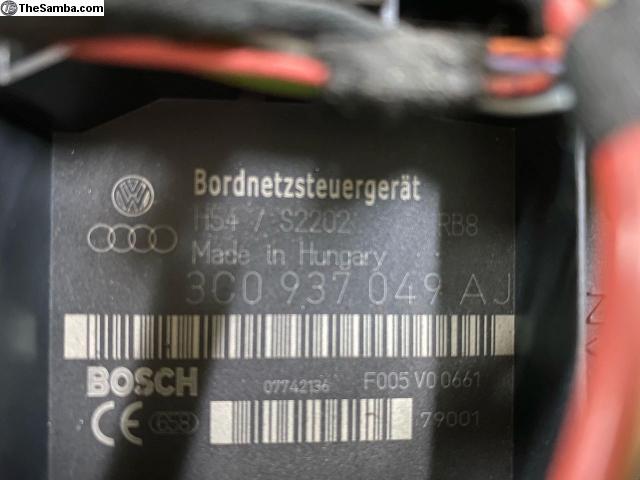 ©TheSamba.com
Bordnetzsteuergerät
H54 / S2202 RB8
Made in Hungary
3C0 937 049 AJ
BOSCH
07742136 F005 V0 0661
CE 658 79001